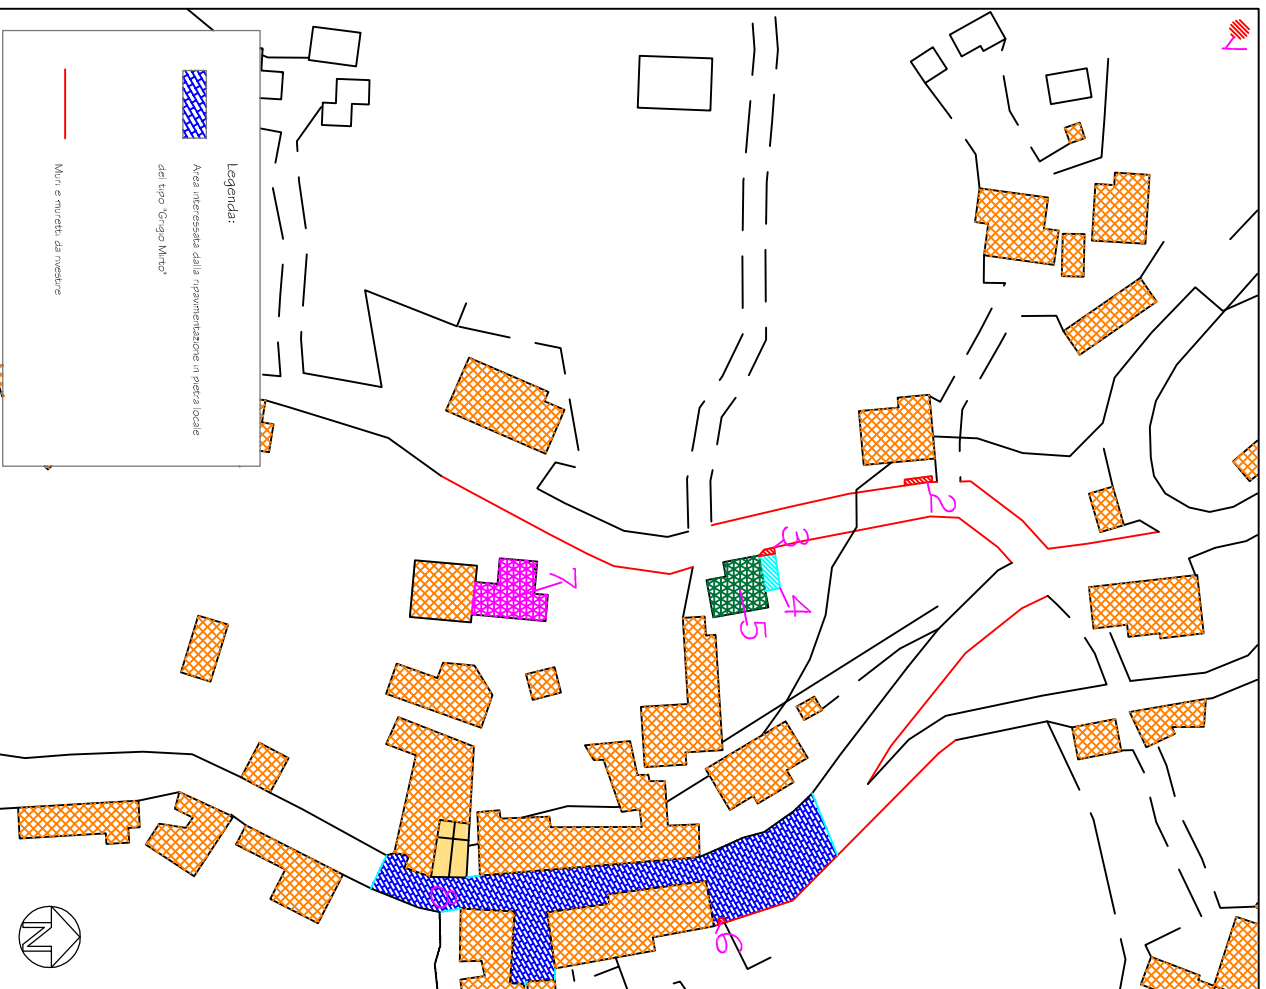 Legenda:
Area interessata dalla ripavimentazione in pietra locale
del tipo "Grigio Mirto"
Muri e muretti da rivestire
1
2
3
4
5
6
7
8
N